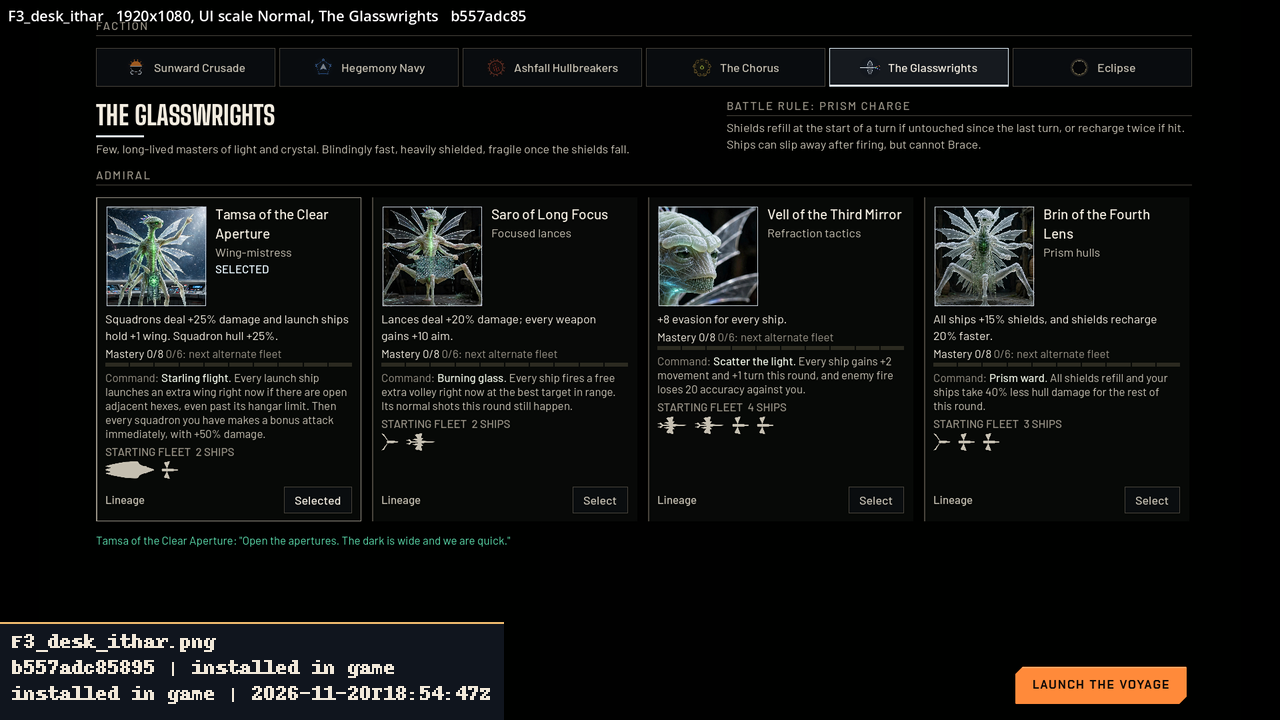 F3_desk_ithar 1920x1080, UI scale Normal, The Glasswrights b557adc85
FACTION
Sunward Crusade
Hegemony Navy
Ashfall Hullbreakers
The Chorus
The Glasswrights
Eclipse
THE GLASSWRIGHTS
Few, long-lived masters of light and crystal. Blindingly fast, heavily shielded, fragile once the shields fall.
BATTLE RULE: PRISM CHARGE
Shields refill at the start of a turn if untouched since the last turn, or recharge twice if hit.
Ships can slip away after firing, but cannot Brace.
ADMIRAL
Tamsa of the Clear
Aperture
Wing-mistress
SELECTED
Squadrons deal +25% damage and launch ships
hold +1 wing. Squadron hull +25%.
Mastery 0/8 0/6: next alternate fleet
Command: Starling flight. Every launch ship
launches an extra wing right now if there are open
adjacent hexes, even past its hangar limit. Then
every squadron you have makes a bonus attack
immediately, with +50% damage.
STARTING FLEET 2 SHIPS
Lineage
Selected
Saro of Long Focus
Focused lances
Lances deal +20% damage; every weapon
gains +10 aim.
Mastery 0/8 0/6: next alternate fleet
Command: Burning glass. Every ship fires a free
extra volley right now at the best target in range.
Its normal shots this round still happen.
STARTING FLEET 2 SHIPS
Lineage
Select
Vell of the Third Mirror
Refraction tactics
+8 evasion for every ship.
Mastery 0/8 0/6: next alternate fleet
Command: Scatter the light. Every ship gains +2
movement and +1 turn this round, and enemy fire
loses 20 accuracy against you.
STARTING FLEET 4 SHIPS
Lineage
Select
Brin of the Fourth
Lens
Prism hulls
All ships +15% shields, and shields recharge
20% faster.
Mastery 0/8 0/6: next alternate fleet
Command: Prism ward. All shields refill and your
ships take 40% less hull damage for the rest of
this round.
STARTING FLEET 3 SHIPS
Lineage
Select
Tamsa of the Clear Aperture: "Open the apertures. The dark is wide and we are quick."
F3_desk_ithar.png
b557adc85895 | installed in game
installed in game | 2026-11-20T18:54:47Z
LAUNCH THE VOYAGE